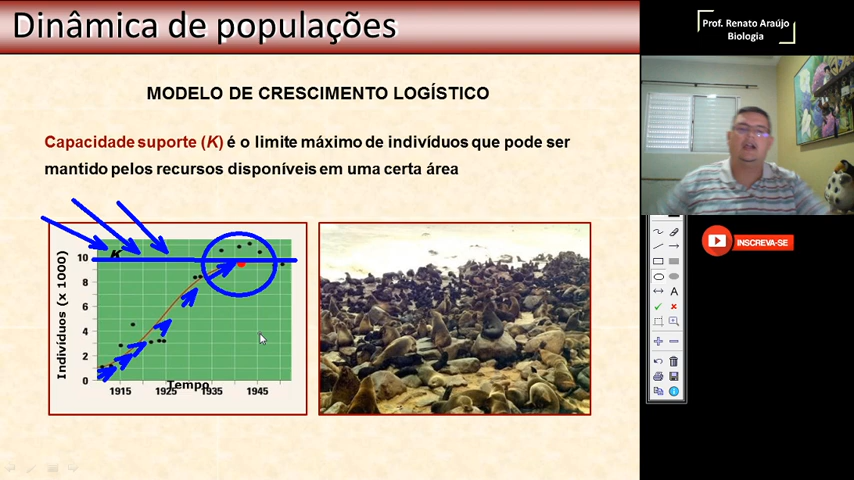 Dinâmica de populações
Prof. Renato Araújo
Biologia
MODELO DE CRESCIMENTO LOGÍSTICO
Capacidade suporte (K) é o limite máximo de indivíduos que pode ser
mantido pelos recursos disponíveis em uma certa área
INSCREVA-SE
Indivíduos (x 1000)
K
10
8
6
4
2
0
1915
1925
1935
1945
Tempo
A